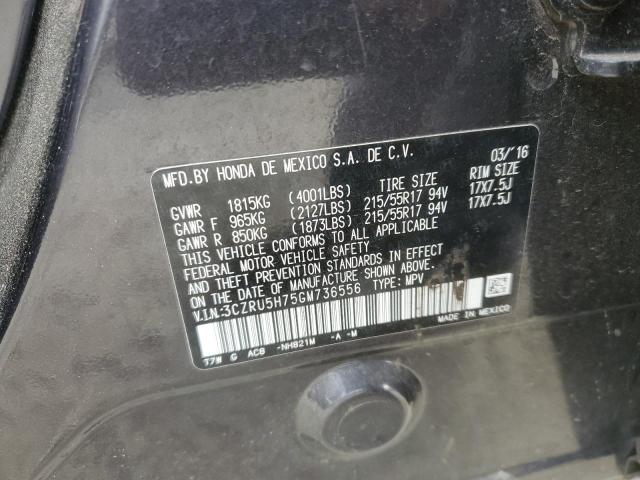 MFD.BY HONDA DE MEXICO S.A. DE C.V. 03/'16
GVWR 1815KG (4001LBS) TIRE SIZE RIM SIZE
GAWR F 965KG (2127LBS) 215/55R17 94V 17X7.5J
GAWR R 850KG (1873LBS) 215/55R17 94V 17X7.5J
THIS VEHICLE CONFORMS TO ALL APPLICABLE
FEDERAL MOTOR VEHICLE SAFETY
AND THEFT PREVENTION STANDARDS IN EFFECT
ON THE DATE OF MANUFACTURE SHOWN ABOVE.
V.I.N.:3CZRU5H75GM736556 TYPE: MPV
MADE IN MEXICO
T7W G ACB -NH821M -A -M